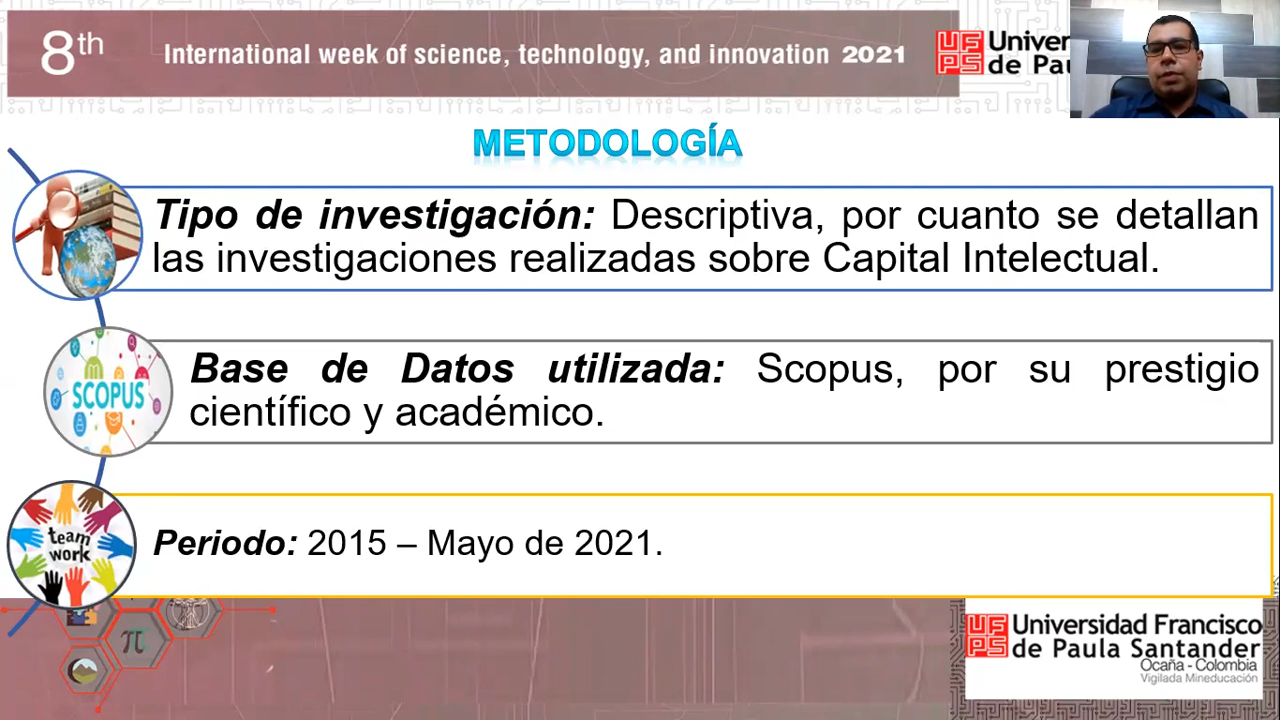 8th
International week of science, technology, and innovation 2021
UFPS
Univer
de Pau
METODOLOGÍA
Tipo de investigación: Descriptiva, por cuanto se detallan
las investigaciones realizadas sobre Capital Intelectual.
SCOPUS
Base de Datos utilizada: Scopus, por su prestigio
científico y académico.
team
work
Periodo: 2015 – Mayo de 2021.
π
UFPS
Universidad Francisco
de Paula Santander
Ocaña - Colombia
Vigilada Mineducación